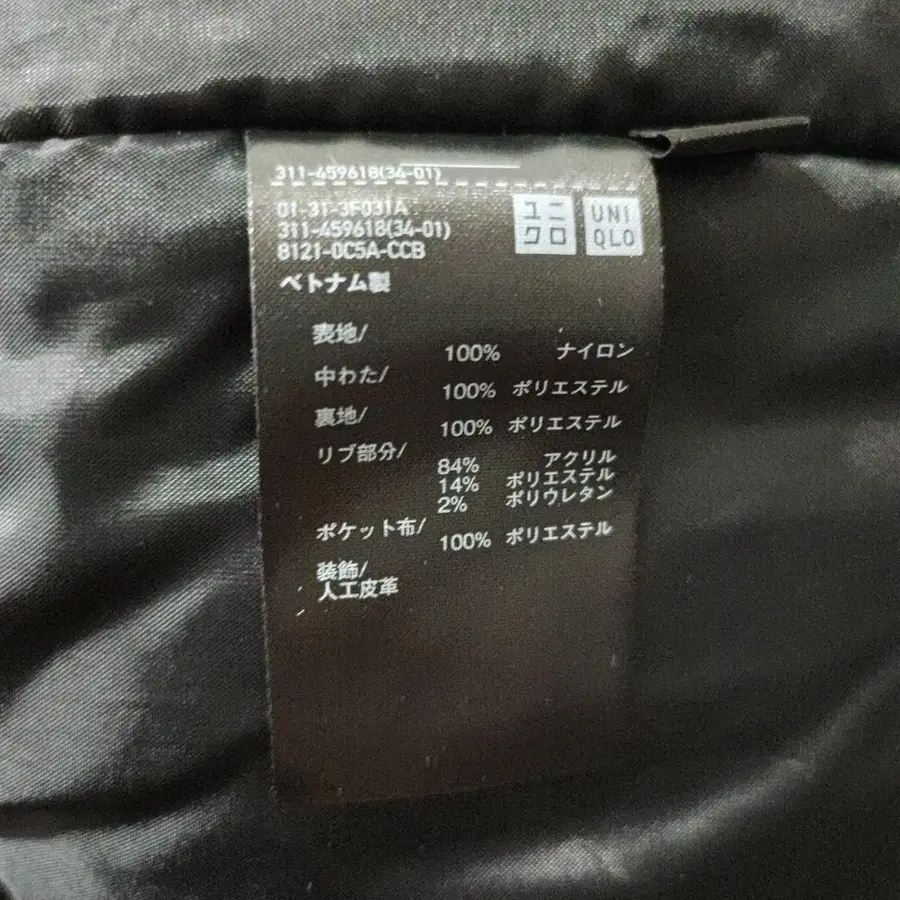 311-459618(34-01)
01-31-3F031A
311-459618(34-01)
8121-0C5A-CCB
ユニ
クロ
UNI
QLO
ベトナム製
表地/
100% ナイロン
中わた/
100% ポリエステル
裏地/
100% ポリエステル
リブ部分/
84% アクリル
14% ポリエステル
2% ポリウレタン
ポケット布/
100% ポリエステル
装飾/
人工皮革